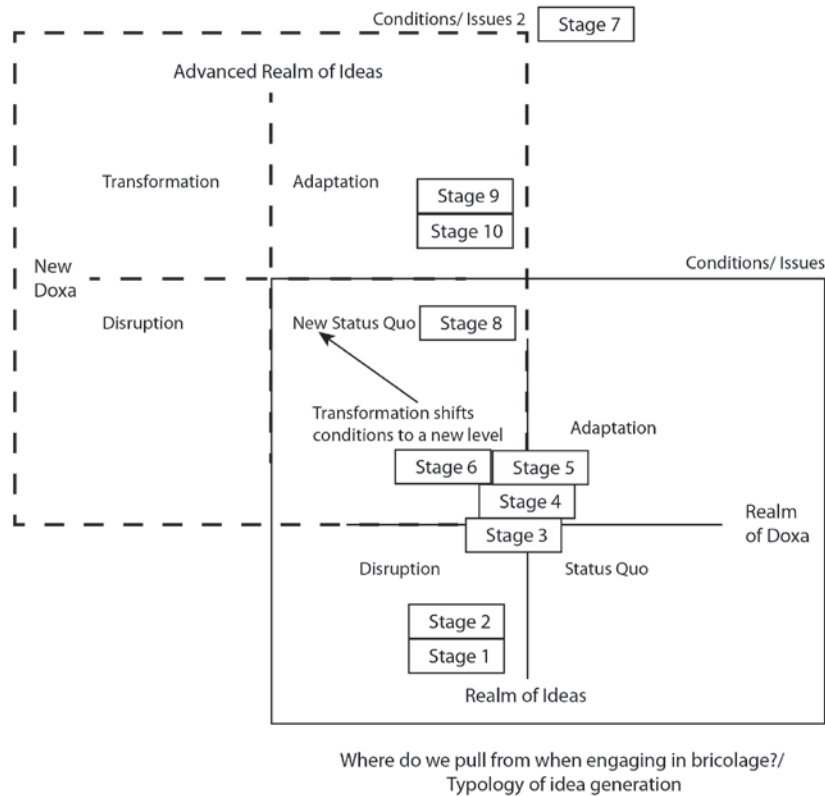 Conditions/ Issues 2
Stage 7
Advanced Realm of Ideas
Transformation
Adaptation
Stage 9
Stage 10
New
Doxa
Conditions/ Issues
Disruption
New Status Quo
Stage 8
Transformation shifts
conditions to a new level
Adaptation
Stage 6
Stage 5
Stage 4
Stage 3
Realm
of Doxa
Disruption
Status Quo
Stage 2
Stage 1
Realm of Ideas
Where do we pull from when engaging in bricolage?/
Typology of idea generation